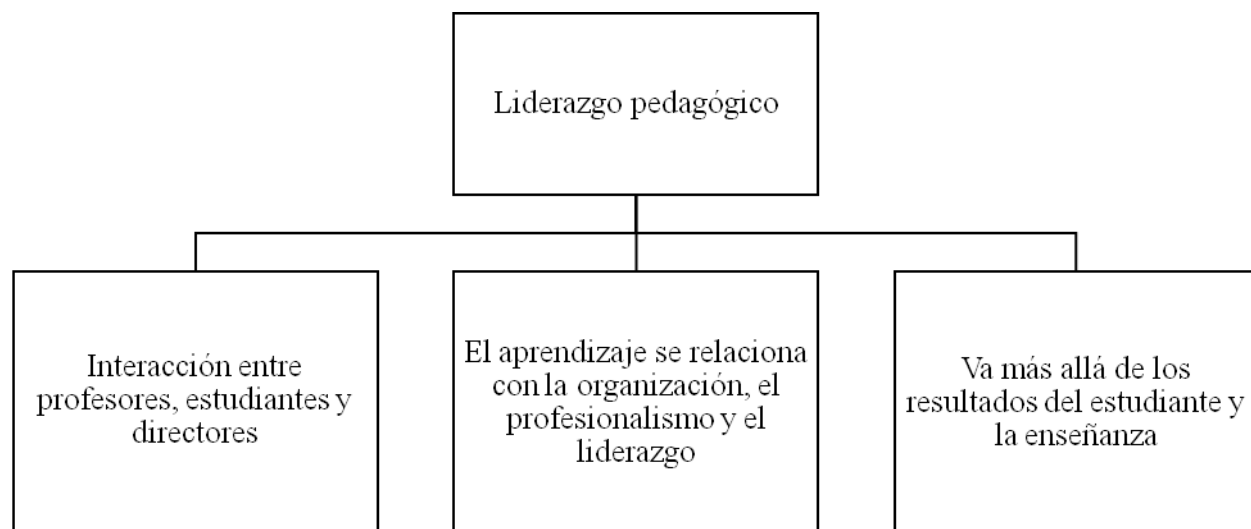 Liderazgo pedagógico
Interacción entre
profesores, estudiantes y
directores
El aprendizaje se relaciona
con la organización, el
profesionalismo y el
liderazgo
Va más allá de los
resultados del estudiante y
la enseñanza